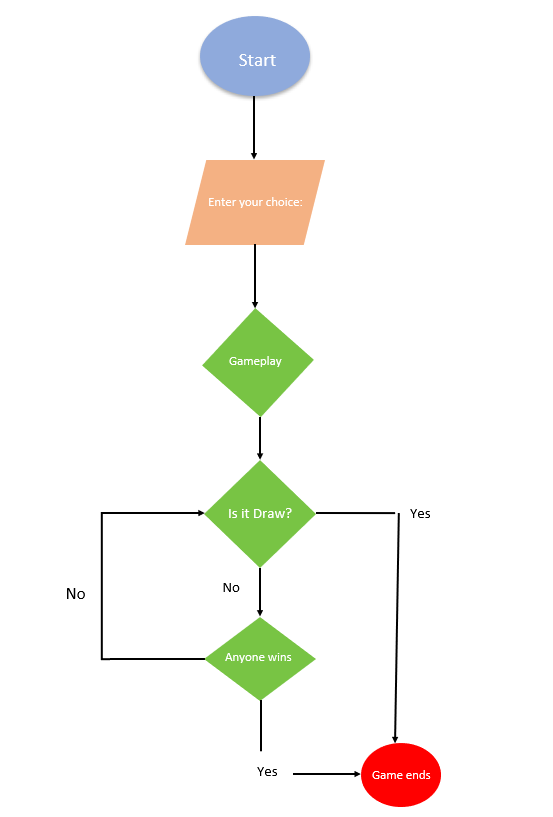 Start
Enter your choice:
Gameplay
Is it Draw?
Yes
No
No
Anyone wins
Yes
Game ends